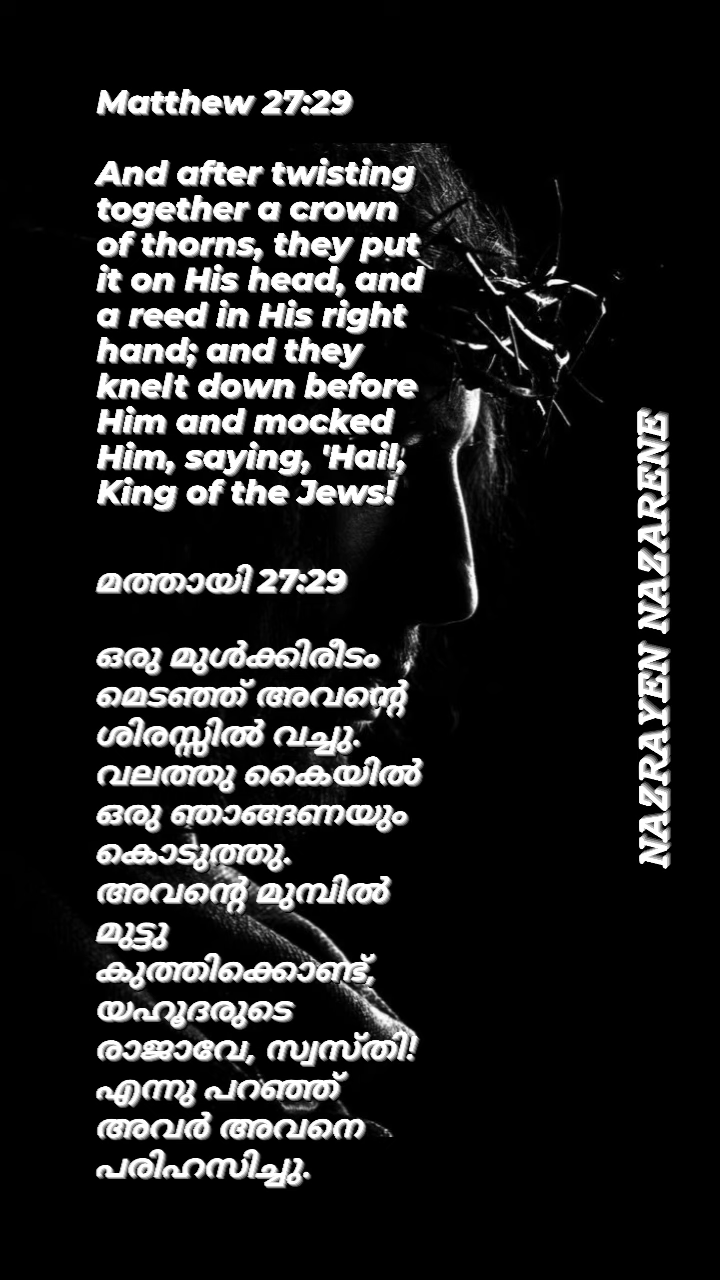 Matthew 27:29
And after twisting
together a crown
of thorns, they put
it on His head, and
a reed in His right
hand; and they
knelt down before
Him and mocked
Him, saying, 'Hail,
King of the Jews!
മത്തായി 27:29
ഒരു മുൾക്കിരീടം
മെടഞ്ഞ് അവന്റെ
ശിരസ്സിൽ വച്ചു.
വലത്തു കൈയിൽ
ഒരു ഞാങ്ങണയും
കൊടുത്തു.
അവന്റെ മുമ്പിൽ
മുട്ടു
കുത്തിക്കൊണ്ട്,
യഹൂദരുടെ
രാജാവേ, സ്വസ്തി!
എന്നു പറഞ്ഞ്
അവർ അവനെ
പരിഹസിച്ചു.
NAZRAYEN NAZARENE